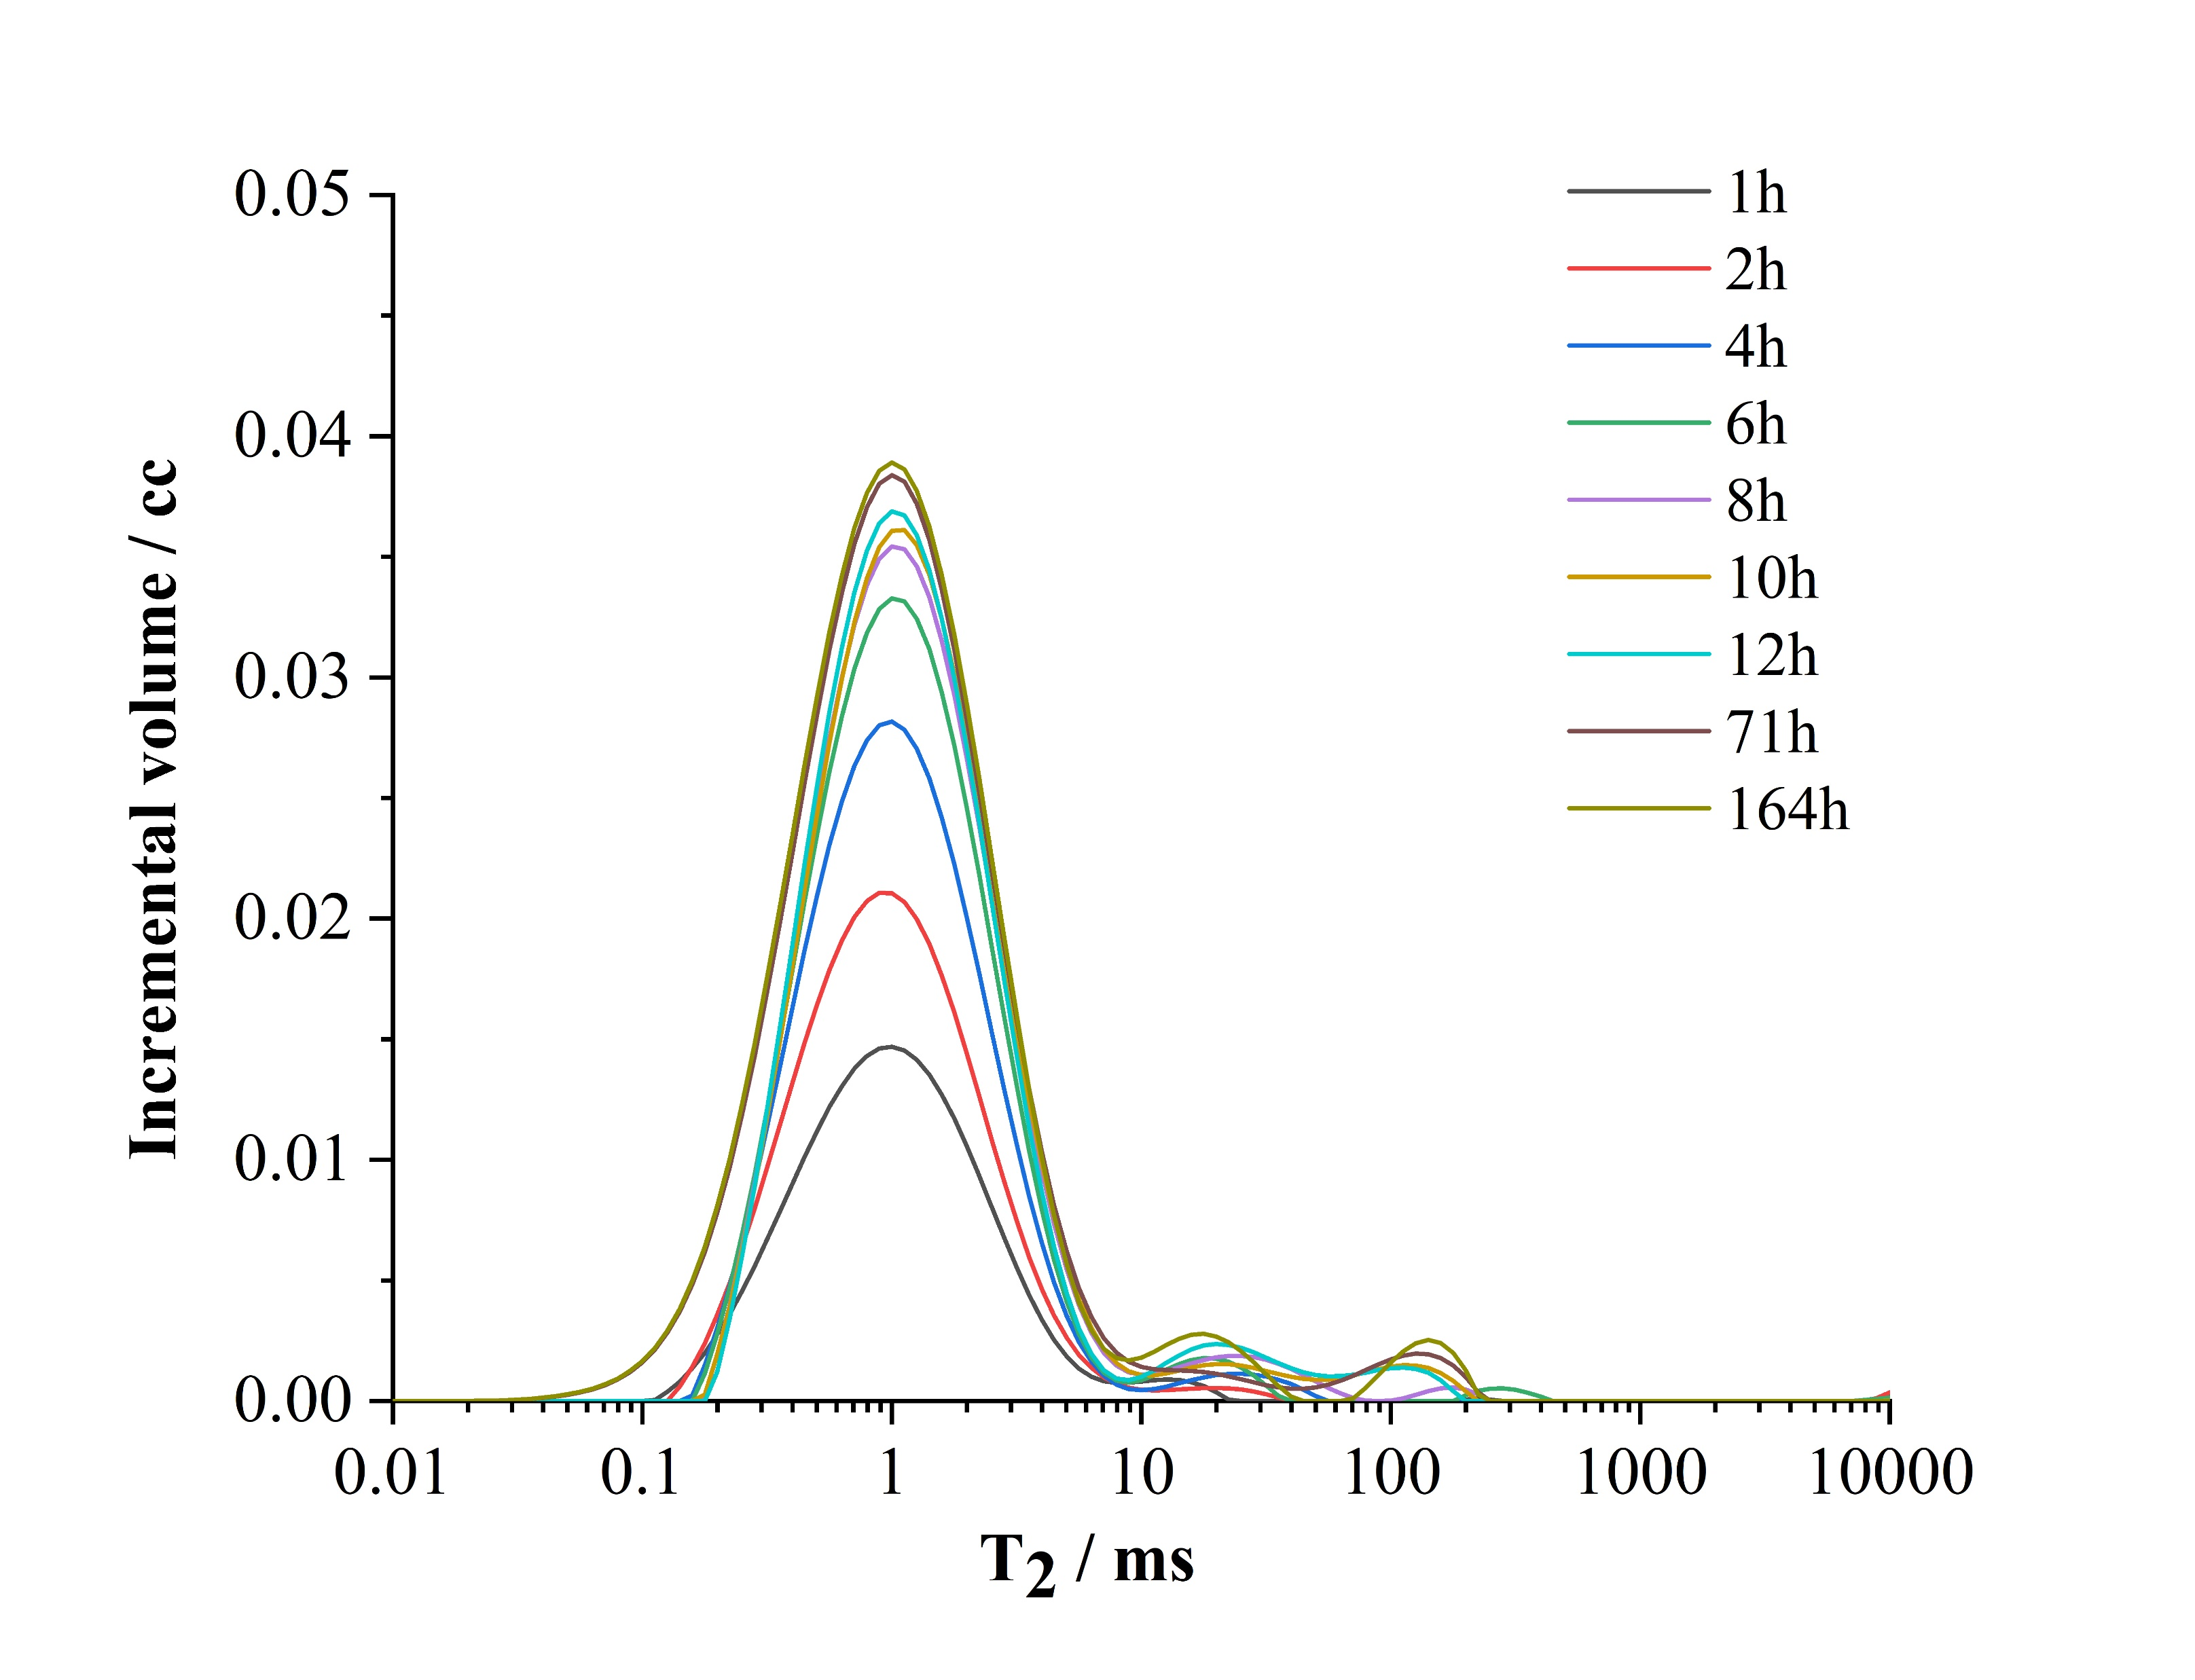 0.05
0.04
0.03
0.02
0.01
0.00
Incremental volume / cc
0.01 0.1 1 10 100 1000 10000
T₂ / ms
1h
2h
4h
6h
8h
10h
12h
71h
164h